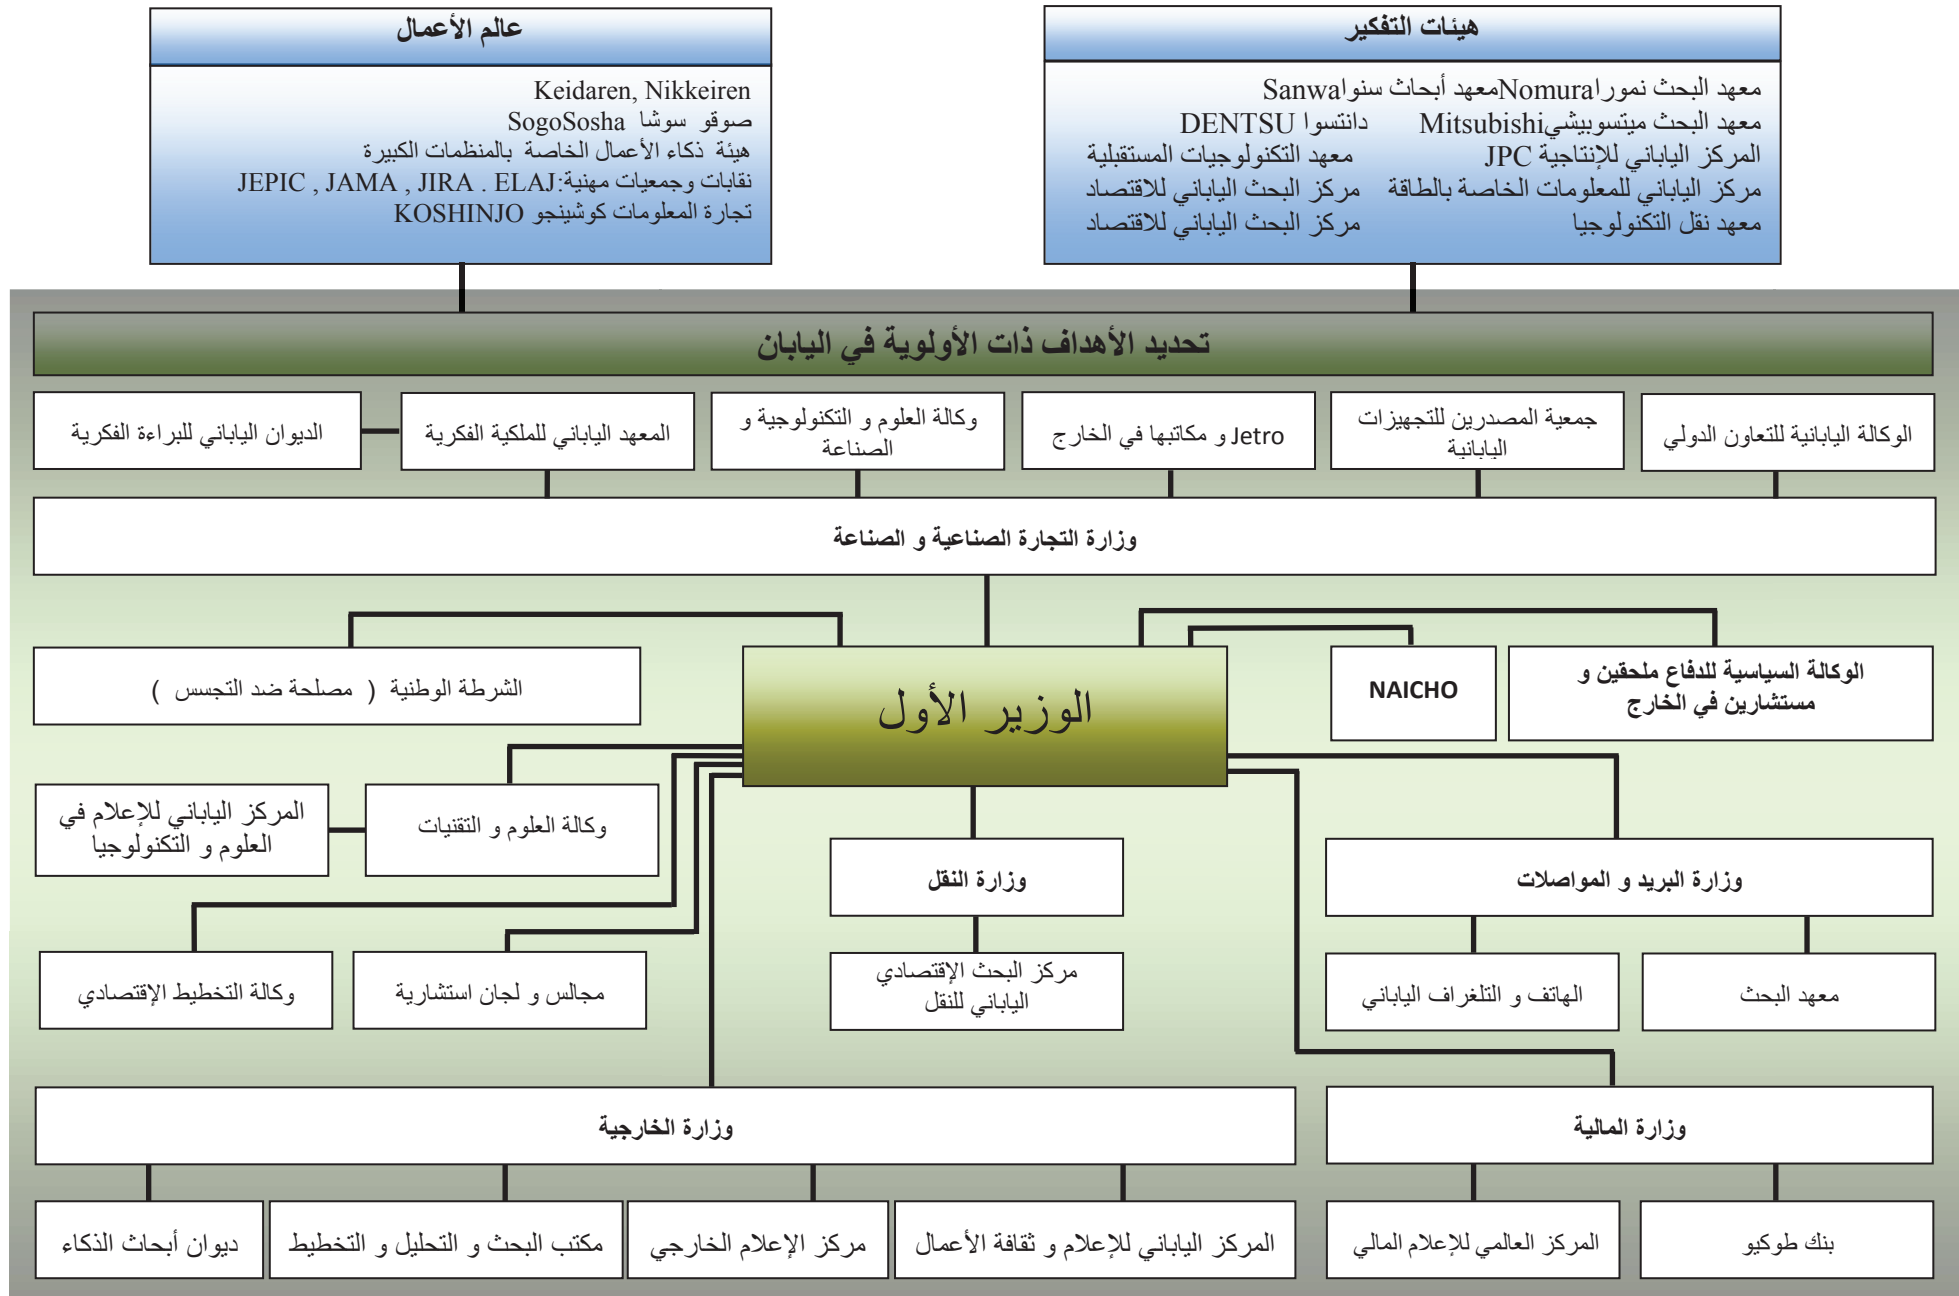 هيئات التفكير
معهد البحث نموراNomuraمعهد أبحاث سنواSanwa
معهد البحث ميتسوبيشيMitsubishi دانتسوا DENTSU
المركز الياباني للإنتاجية JPC معهد التكنولوجيات المستقبلية
مركز الياباني للمعلومات الخاصة بالطاقة مركز البحث الياباني للاقتصاد
معهد نقل التكنولوجيا مركز البحث الياباني للاقتصاد
عالم الأعمال
Keidaren, Nikkeiren
صوقو سوشا SogoSosha
هيئة ذكاء الأعمال الخاصة بالمنظمات الكبيرة
نقابات وجمعيات مهنية:JEPIC , JAMA , JIRA . ELAJ
تجارة المعلومات كوشينجو KOSHINJO
تحديد الأهداف ذات الأولوية في اليابان
الوكالة اليابانية للتعاون الدولي
جمعية المصدرين للتجهيزات
اليابانية
Jetro و مكاتبها في الخارج
وكالة العلوم و التكنولوجية و
الصناعة
المعهد الياباني للملكية الفكرية
الديوان الياباني للبراءة الفكرية
وزارة التجارة الصناعية و الصناعة
الوكالة السياسية للدفاع ملحقين و
مستشارين في الخارج
NAICHO
الوزير الأول
الشرطة الوطنية ( مصلحة ضد التجسس )
وكالة العلوم و التقنيات
المركز الياباني للإعلام في
العلوم و التكنولوجيا
وزارة البريد و المواصلات
وزارة النقل
معهد البحث
الهاتف و التلغراف الياباني
مركز البحث الإقتصادي
الياباني للنقل
مجالس و لجان استشارية
وكالة التخطيط الإقتصادي
وزارة المالية
وزارة الخارجية
بنك طوكيو
المركز العالمي للإعلام المالي
المركز الياباني للإعلام و ثقافة الأعمال
مركز الإعلام الخارجي
مكتب البحث و التحليل و التخطيط
ديوان أبحاث الذكاء